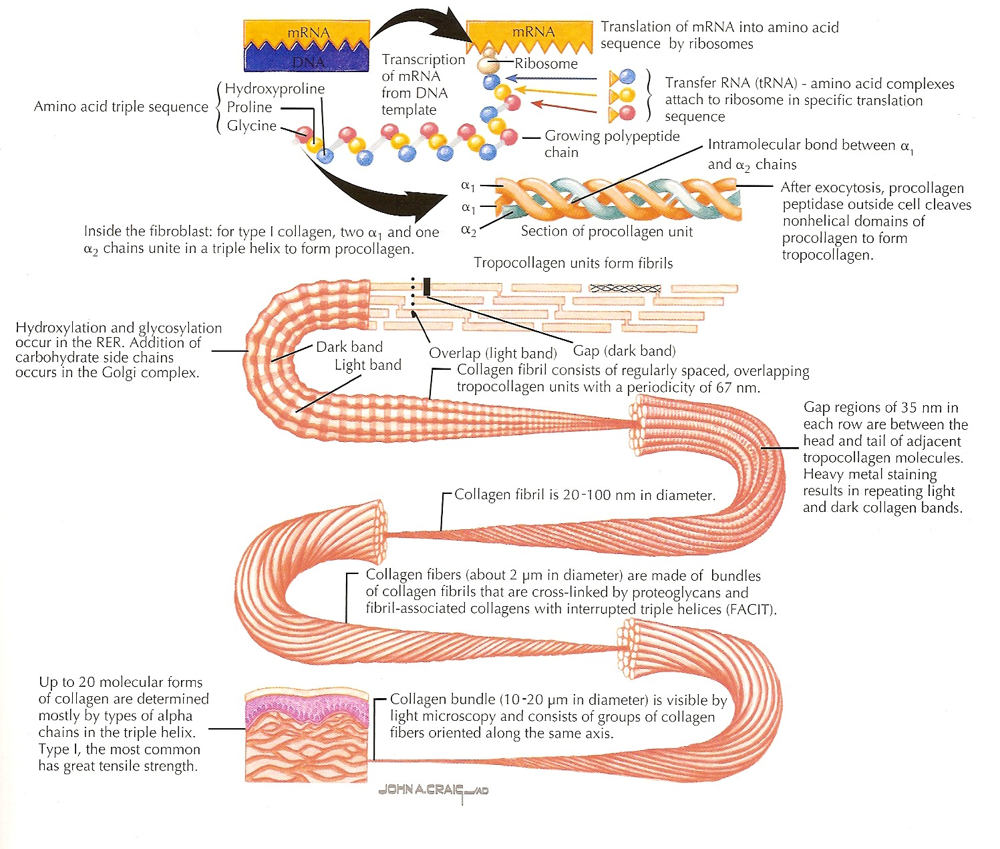 mRNA
DNA
mRNA
Translation of mRNA into amino acid
sequence by ribosomes
Transcription
of mRNA
from DNA
template
Ribosome
Transfer RNA (tRNA) - amino acid complexes
attach to ribosome in specific translation
sequence
Amino acid triple sequence
Hydroxyproline
Proline
Glycine
Growing polypeptide
chain
Intramolecular bond between α₁
and α₂ chains
α₁
α₁
α₂
Section of procollagen unit
After exocytosis, procollagen
peptidase outside cell cleaves
nonhelical domains of
procollagen to form
tropocollagen.
Inside the fibroblast: for type I collagen, two α₁ and one
α₂ chains unite in a triple helix to form procollagen.
Tropocollagen units form fibrils
Hydroxylation and glycosylation
occur in the RER. Addition of
carbohydrate side chains
occurs in the Golgi complex.
Dark band
Light band
Overlap (light band)
Gap (dark band)
Collagen fibril consists of regularly spaced, overlapping
tropocollagen units with a periodicity of 67 nm.
Gap regions of 35 nm in
each row are between the
head and tail of adjacent
tropocollagen molecules.
Heavy metal staining
results in repeating light
and dark collagen bands.
Collagen fibril is 20-100 nm in diameter.
Collagen fibers (about 2 µm in diameter) are made of bundles
of collagen fibrils that are cross-linked by proteoglycans and
fibril-associated collagens with interrupted triple helices (FACIT).
Up to 20 molecular forms
of collagen are determined
mostly by types of alpha
chains in the triple helix.
Type I, the most common
has great tensile strength.
Collagen bundle (10-20 µm in diameter) is visible by
light microscopy and consists of groups of collagen
fibers oriented along the same axis.
JOHN A. CRAIG_AD